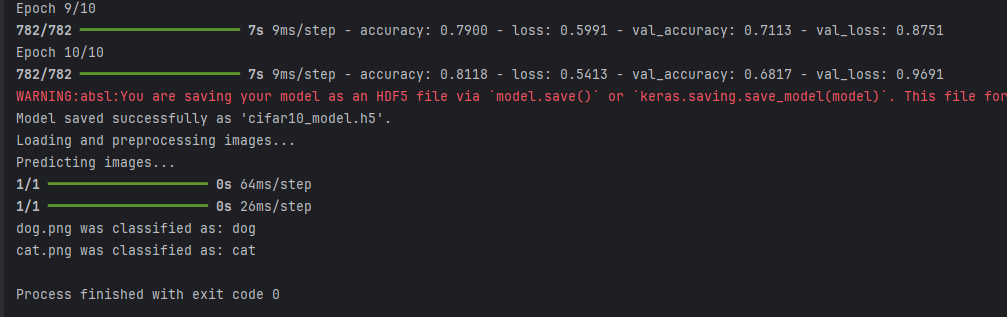 Epoch 9/10
782/782 ━━━━━━━━━━━━━━━━━━━━ 7s 9ms/step - accuracy: 0.7900 - loss: 0.5991 - val_accuracy: 0.7113 - val_loss: 0.8751
Epoch 10/10
782/782 ━━━━━━━━━━━━━━━━━━━━ 7s 9ms/step - accuracy: 0.8118 - loss: 0.5413 - val_accuracy: 0.6817 - val_loss: 0.9691
WARNING:absl:You are saving your model as an HDF5 file via `model.save()` or `keras.saving.save_model(model)`. This file for
Model saved successfully as 'cifar10_model.h5'.
Loading and preprocessing images...
Predicting images...
1/1 ━━━━━━━━━━━━━━━━━━━━ 0s 64ms/step
1/1 ━━━━━━━━━━━━━━━━━━━━ 0s 26ms/step
dog.png was classified as: dog
cat.png was classified as: cat
Process finished with exit code 0